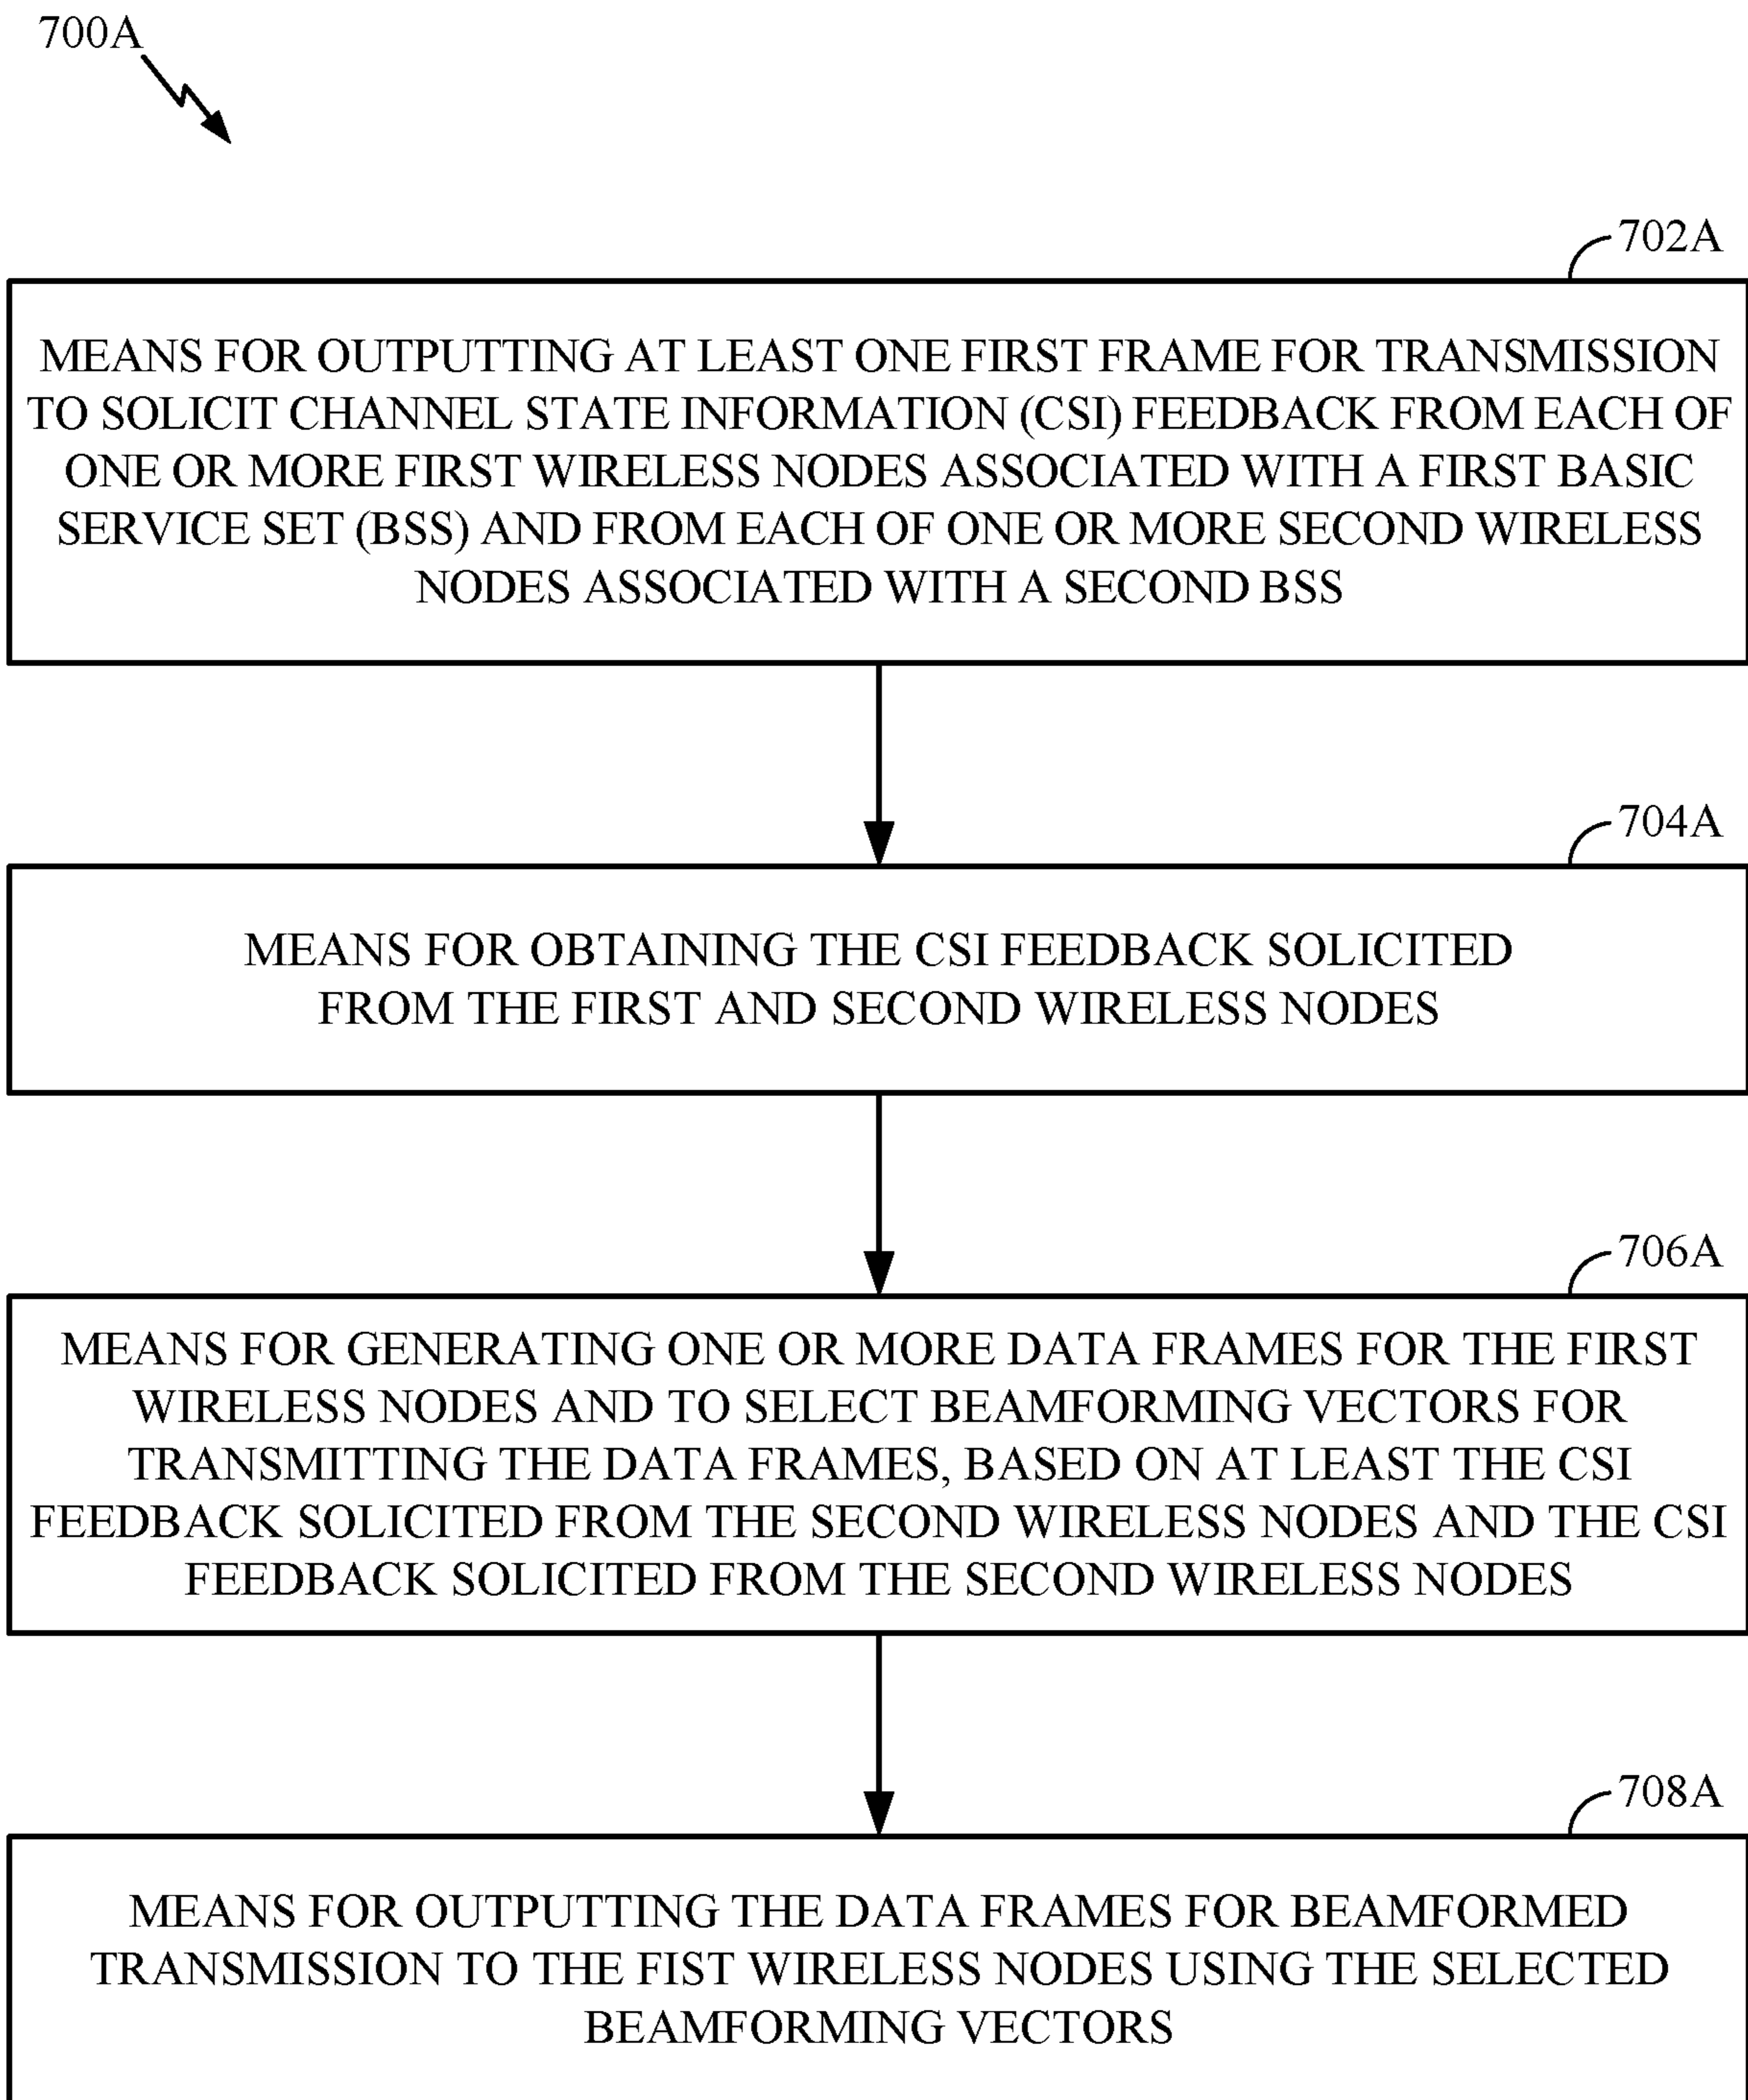 700A
702A
MEANS FOR OUTPUTTING AT LEAST ONE FIRST FRAME FOR TRANSMISSION
TO SOLICIT CHANNEL STATE INFORMATION (CSI) FEEDBACK FROM EACH OF
ONE OR MORE FIRST WIRELESS NODES ASSOCIATED WITH A FIRST BASIC
SERVICE SET (BSS) AND FROM EACH OF ONE OR MORE SECOND WIRELESS
NODES ASSOCIATED WITH A SECOND BSS
704A
MEANS FOR OBTAINING THE CSI FEEDBACK SOLICITED
FROM THE FIRST AND SECOND WIRELESS NODES
706A
MEANS FOR GENERATING ONE OR MORE DATA FRAMES FOR THE FIRST
WIRELESS NODES AND TO SELECT BEAMFORMING VECTORS FOR
TRANSMITTING THE DATA FRAMES, BASED ON AT LEAST THE CSI
FEEDBACK SOLICITED FROM THE SECOND WIRELESS NODES AND THE CSI
FEEDBACK SOLICITED FROM THE SECOND WIRELESS NODES
708A
MEANS FOR OUTPUTTING THE DATA FRAMES FOR BEAMFORMED
TRANSMISSION TO THE FIST WIRELESS NODES USING THE SELECTED
BEAMFORMING VECTORS